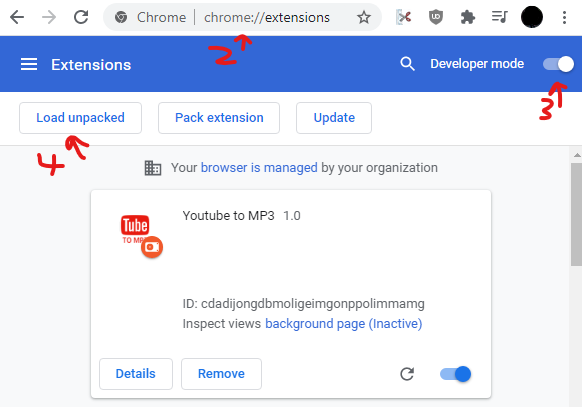 Chrome | chrome://extensions
2
Extensions
Developer mode
3
Load unpacked
Pack extension
Update
4
Your browser is managed by your organization
Tube
TO MP3
Youtube to MP3 1.0
ID: cdadijongdbmoligeimgonppolimmamg
Inspect views background page (Inactive)
Details
Remove